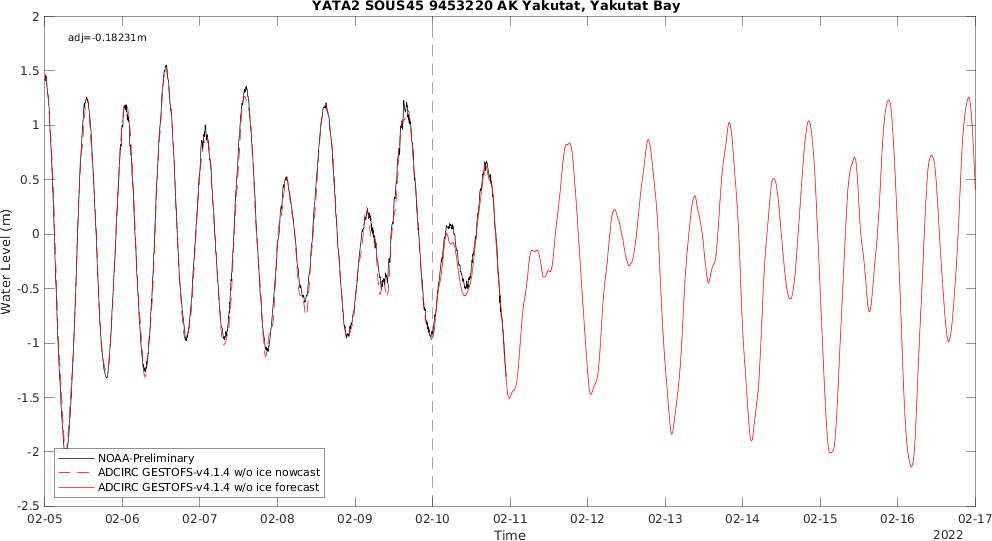 YATA2 SOUS45 9453220 AK Yakutat, Yakutat Bay
adj=-0.18231m
2
1.5
1
0.5
0
-0.5
-1
-1.5
-2
-2.5
Water Level (m)
NOAA-Preliminary
ADCIRC GESTOFS-v4.1.4 w/o ice nowcast
ADCIRC GESTOFS-v4.1.4 w/o ice forecast
02-05 02-06 02-07 02-08 02-09 02-10 02-11 02-12 02-13 02-14 02-15 02-16 02-17
Time
2022